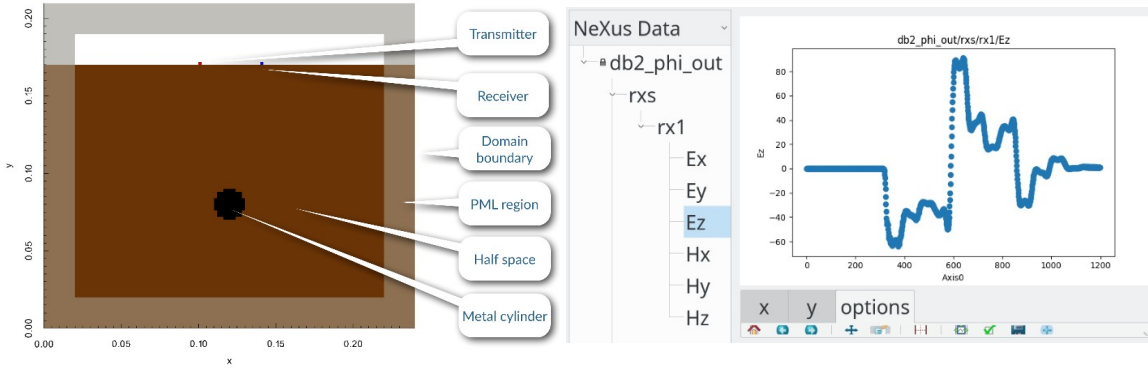 0.20
0.15
y
0.10
0.05
0.00
0.00
0.05
0.10
0.15
0.20
x
Transmitter
Receiver
Domain
boundary
PML region
Half space
Metal cylinder
NeXus Data
db2_phi_out
rxs
rx1
Ex
Ey
Ez
Hx
Hy
Hz
db2_phi_out/rxs/rx1/Ez
80
60
40
20
0
−20
−40
−60
Ez
0
200
400
600
800
1000
1200
Axis0
x
y
options